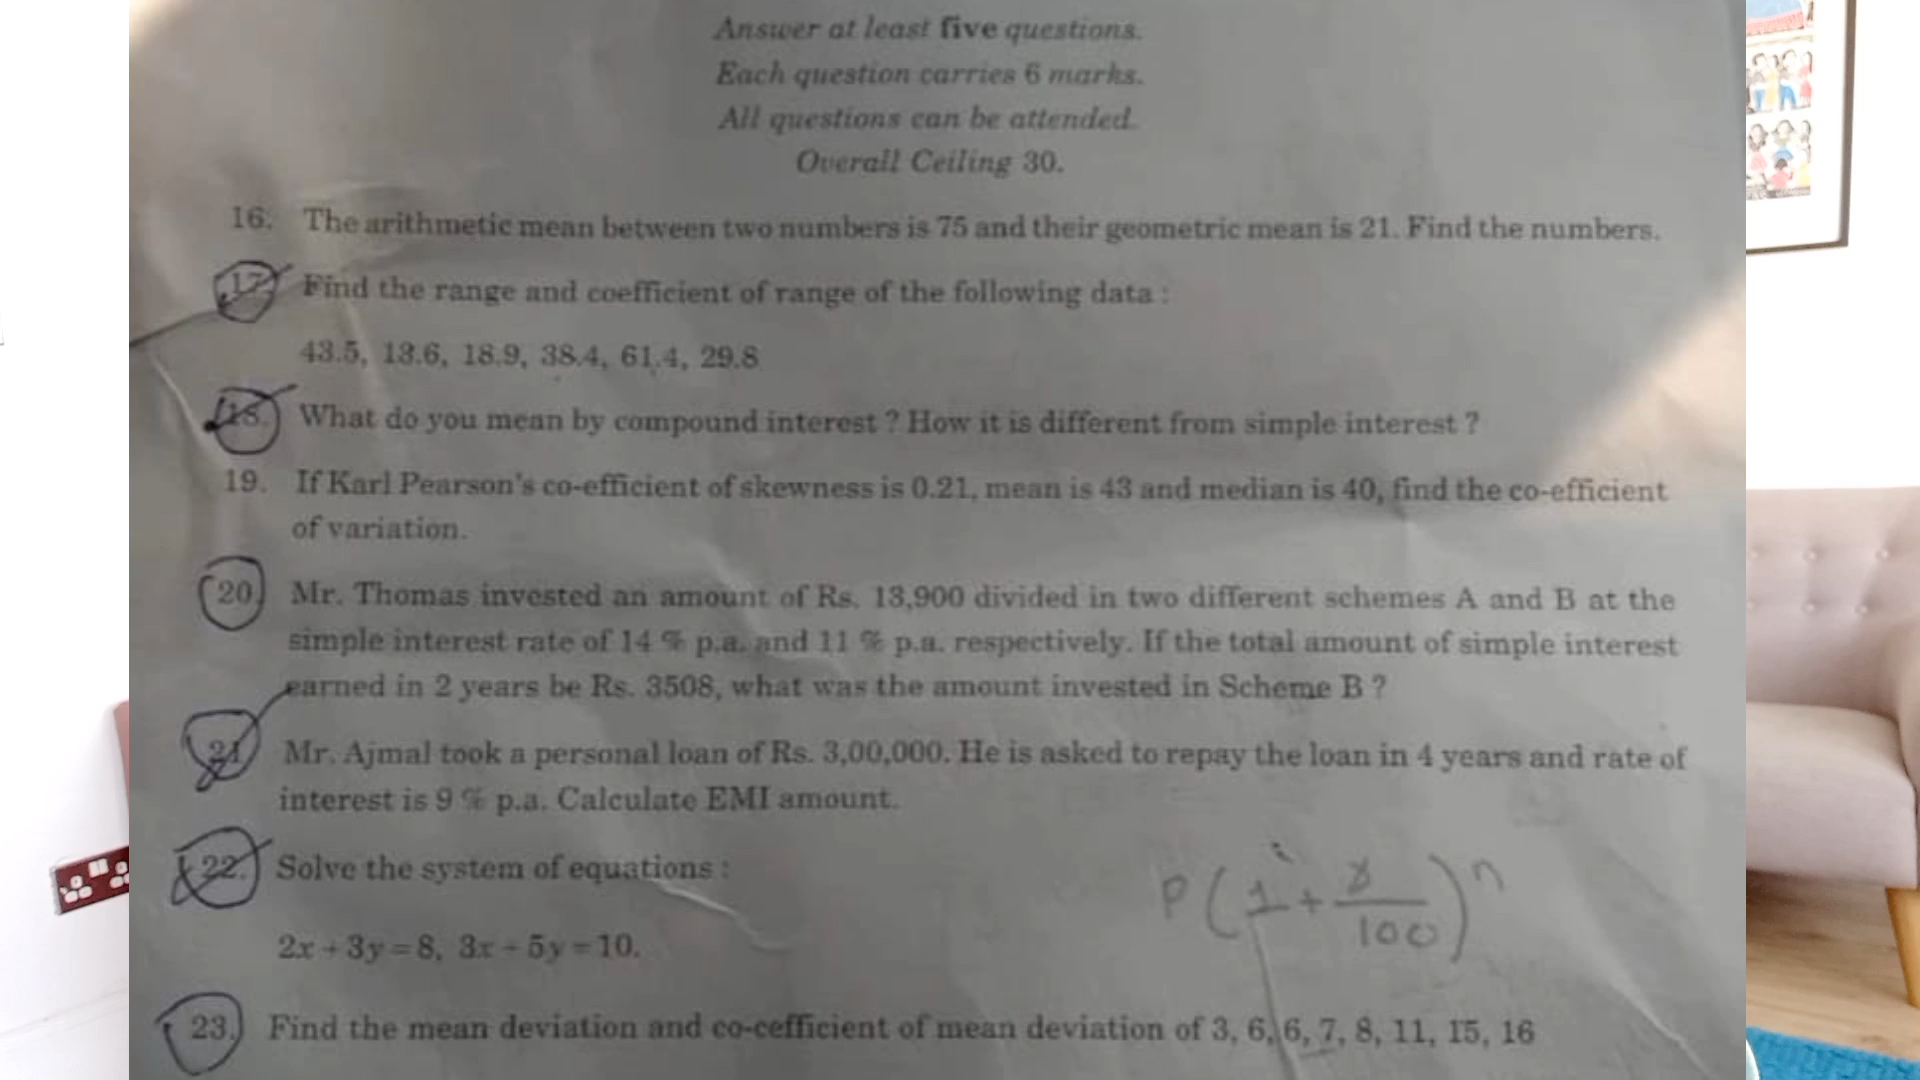 Answer at least five questions.
Each question carries 6 marks.
All questions can be attended.
Overall Ceiling 30.
16. The arithmetic mean between two numbers is 75 and their geometric mean is 21. Find the numbers.
17. Find the range and coefficient of range of the following data :
43.5, 13.6, 18.9, 38.4, 61.4, 29.8
18. What do you mean by compound interest ? How it is different from simple interest ?
19. If Karl Pearson's co-efficient of skewness is 0.21, mean is 43 and median is 40, find the co-efficient
of variation.
20. Mr. Thomas invested an amount of Rs. 13,900 divided in two different schemes A and B at the
simple interest rate of 14 % p.a. and 11 % p.a. respectively. If the total amount of simple interest
earned in 2 years be Rs. 3508, what was the amount invested in Scheme B ?
21. Mr. Ajmal took a personal loan of Rs. 3,00,000. He is asked to repay the loan in 4 years and rate of
interest is 9 % p.a. Calculate EMI amount.
22. Solve the system of equations :
P(1 + r/100)^n
2x + 3y = 8, 3x + 5y = 10.
23. Find the mean deviation and co-cefficient of mean deviation of 3, 6, 6, 7, 8, 11, 15, 16